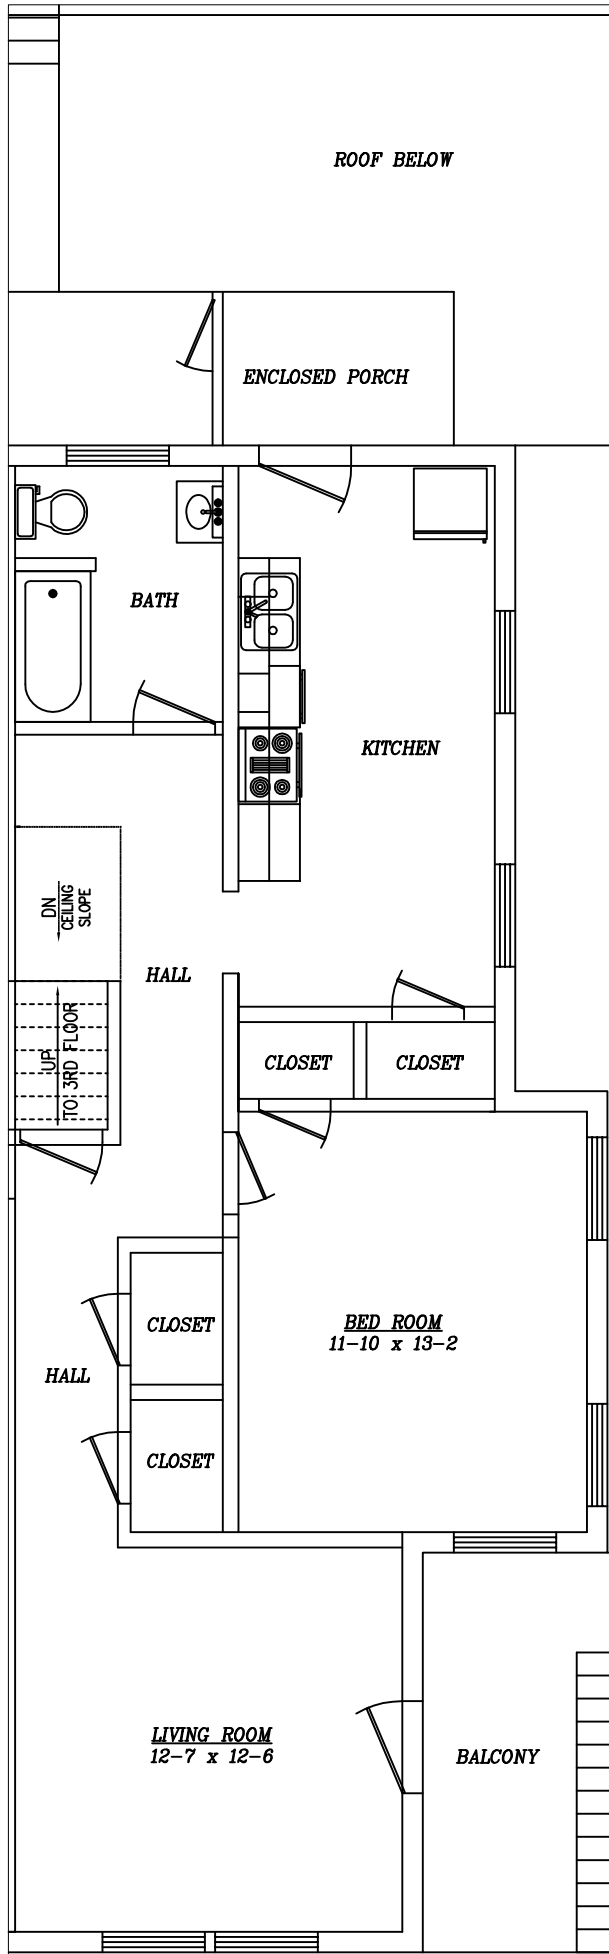 ROOF BELOW
ENCLOSED PORCH
BATH
KITCHEN
DN
CEILING
SLOPE
HALL
UP
TO 3RD FLOOR
CLOSET
CLOSET
BED ROOM
11-10 x 13-2
CLOSET
HALL
CLOSET
LIVING ROOM
12-7 x 12-6
BALCONY